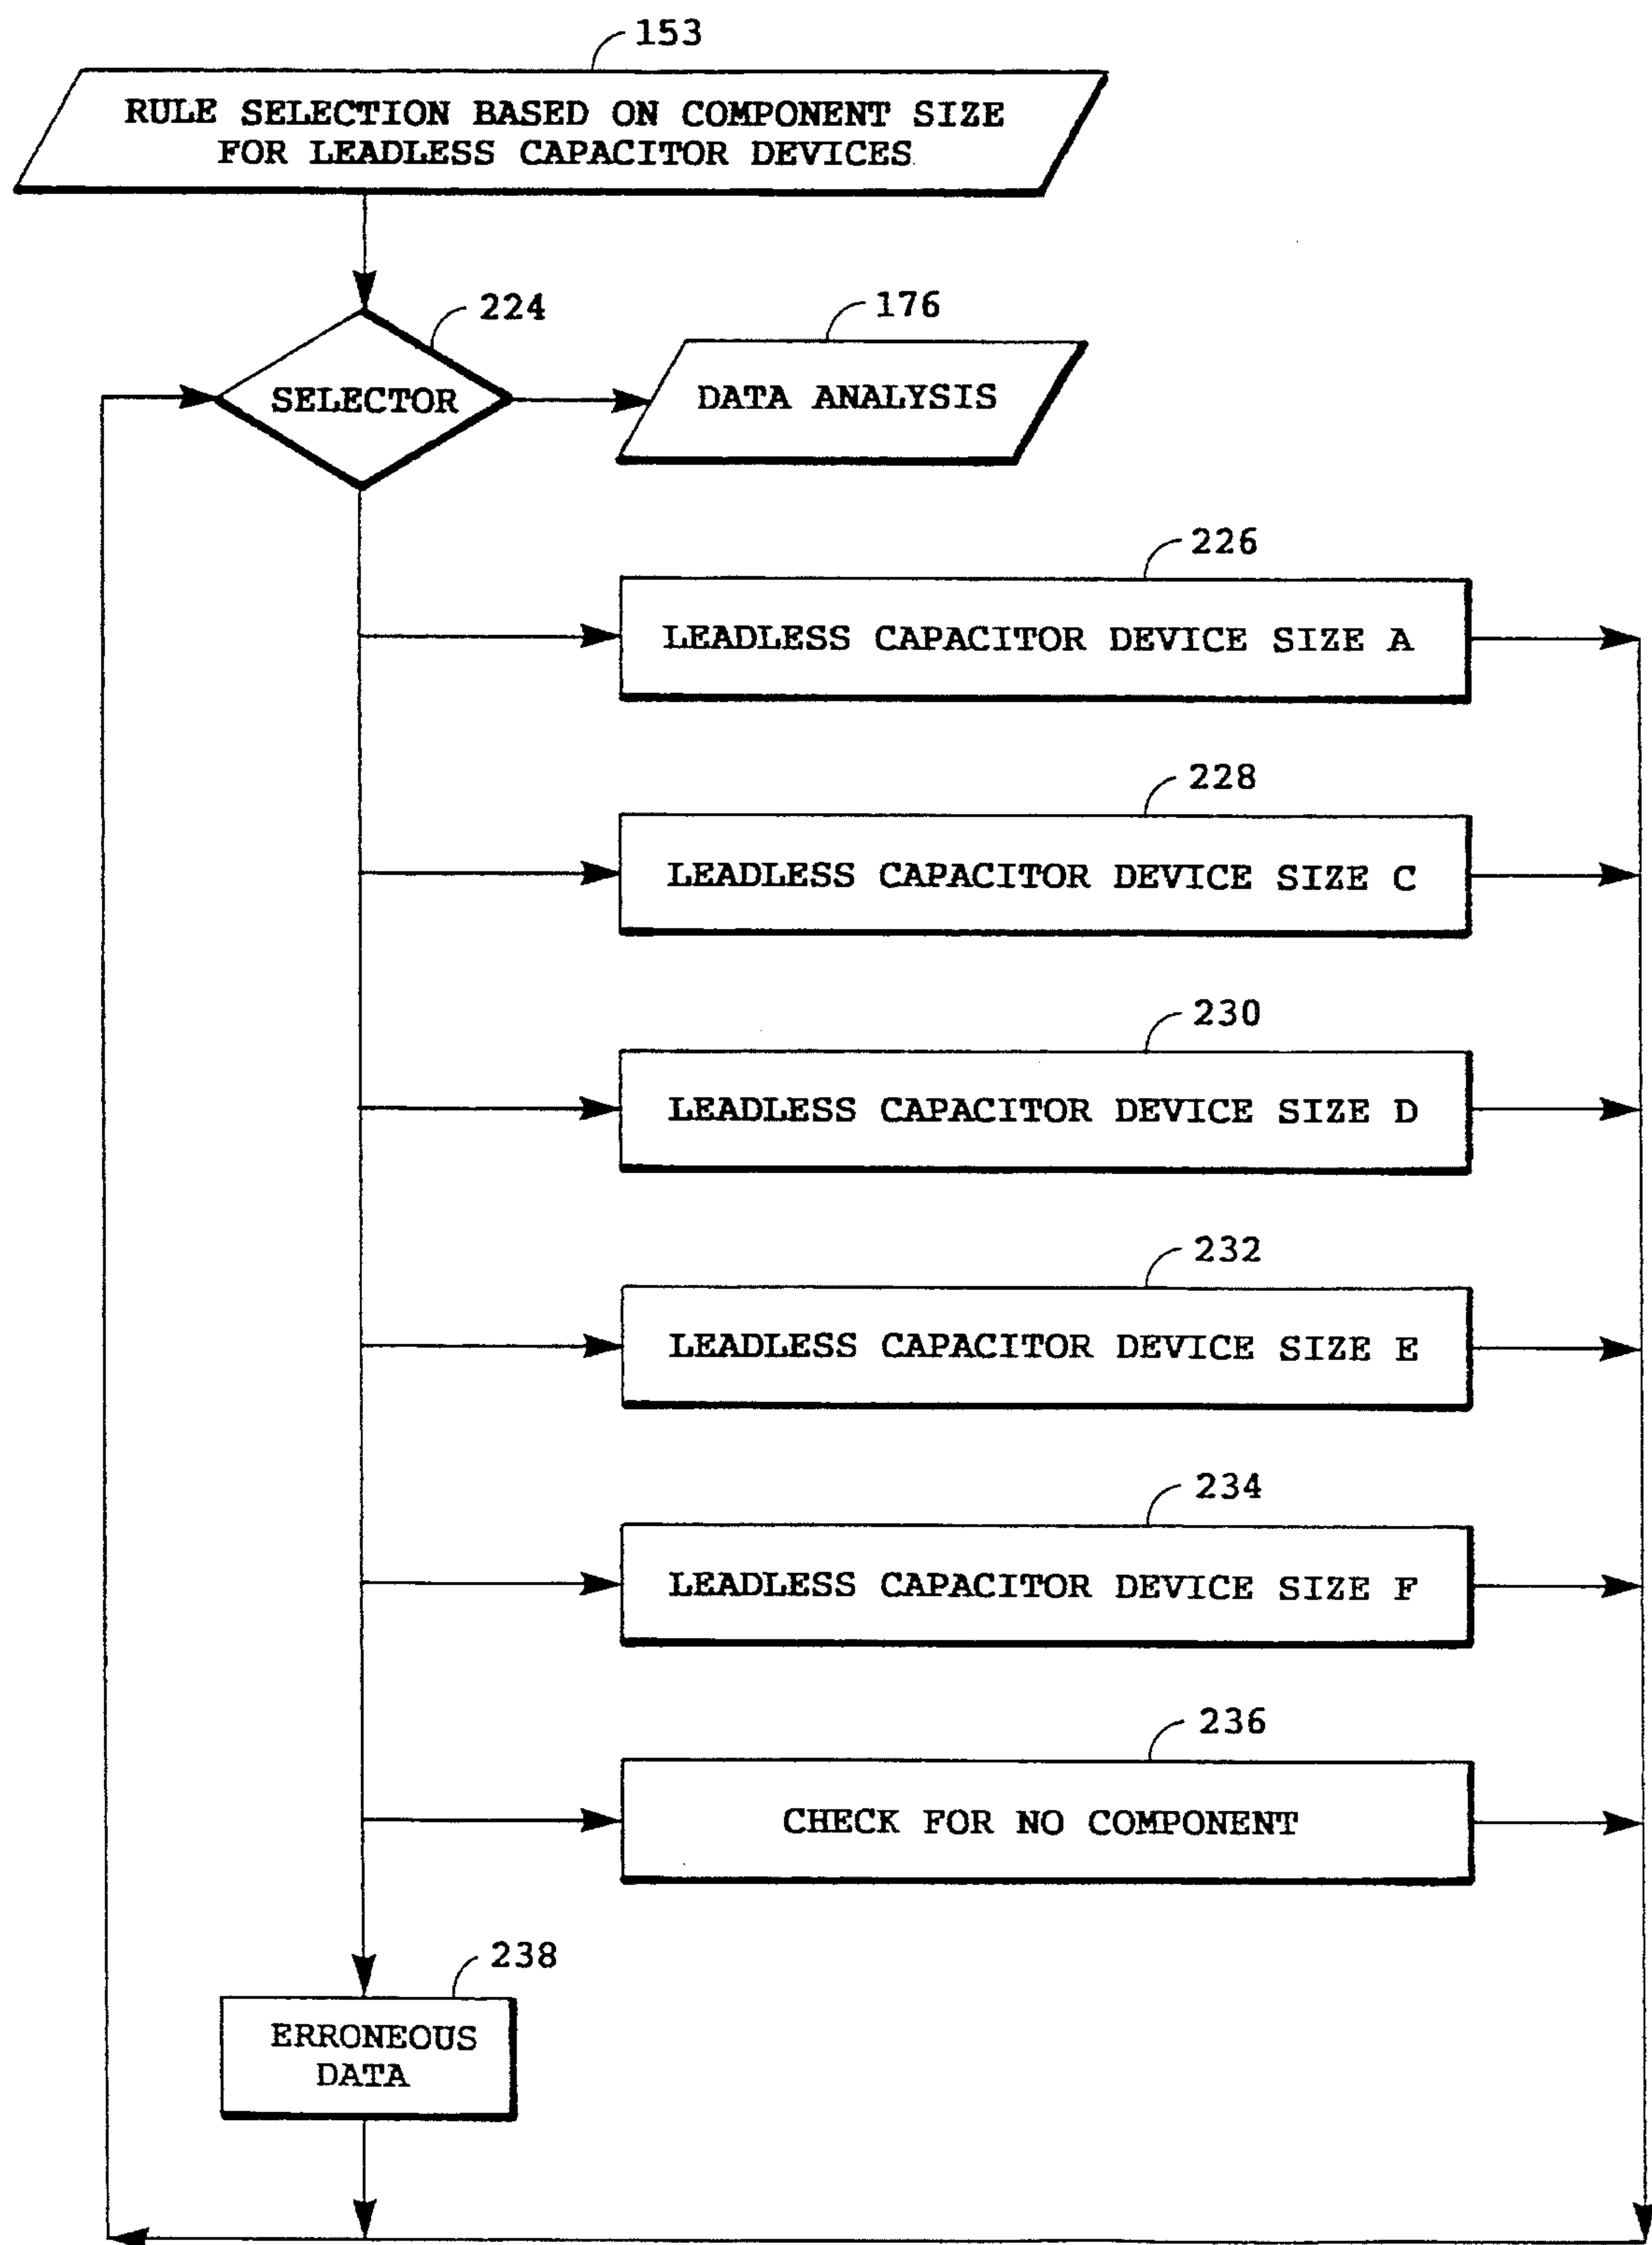 153
RULE SELECTION BASED ON COMPONENT SIZE
FOR LEADLESS CAPACITOR DEVICES
224
SELECTOR
176
DATA ANALYSIS
226
LEADLESS CAPACITOR DEVICE SIZE A
228
LEADLESS CAPACITOR DEVICE SIZE C
230
LEADLESS CAPACITOR DEVICE SIZE D
232
LEADLESS CAPACITOR DEVICE SIZE E
234
LEADLESS CAPACITOR DEVICE SIZE F
236
CHECK FOR NO COMPONENT
238
ERRONEOUS
DATA